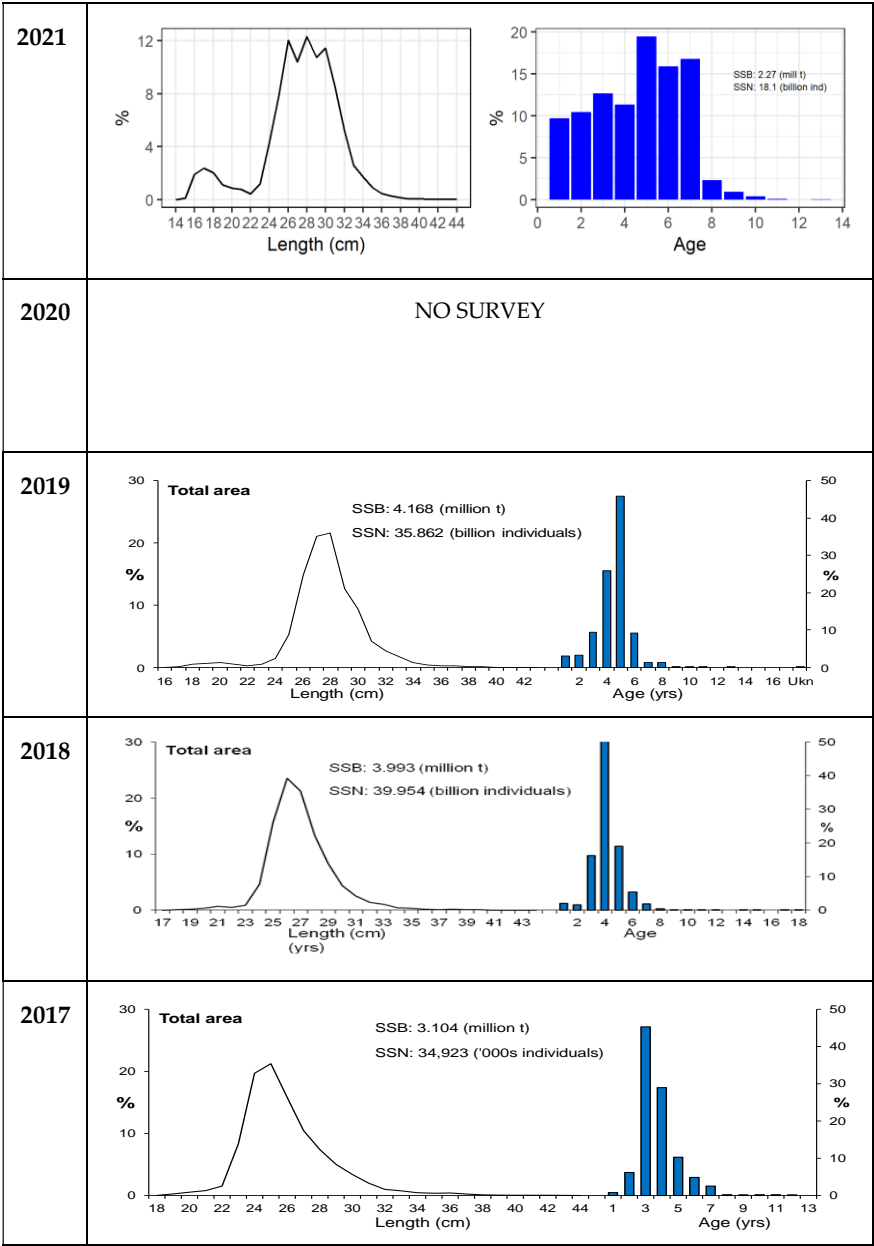 2021
12
8
4
0
%
14 16 18 20 22 24 26 28 30 32 34 36 38 40 42 44
Length (cm)
20
15
10
5
0
%
SSB: 2.27 (mill t)
SSN: 18.1 (billion ind)
0 2 4 6 8 10 12 14
Age
2020
NO SURVEY
2019
30
20
10
0
%
Total area
SSB: 4.168 (million t)
SSN: 35.862 (billion individuals)
50
40
30
%
20
10
0
16 18 20 22 24 26 28 30 32 34 36 38 40 42 2 4 6 8 10 12 14 16 Ukn
Length (cm) Age (yrs)
2018
30
20
%
10
0
Total area
SSB: 3.993 (million t)
SSN: 39.954 (billion individuals)
50
40
30
%
20
10
0
17 19 21 23 25 27 29 31 33 35 37 39 41 43 2 4 6 8 10 12 14 16 18
Length (cm) Age
(yrs)
2017
30
20
%
10
0
Total area
SSB: 3.104 (million t)
SSN: 34,923 ('000s individuals)
50
40
30
%
20
10
0
18 20 22 24 26 28 30 32 34 36 38 40 42 44 1 3 5 7 9 11 13
Length (cm) Age (yrs)